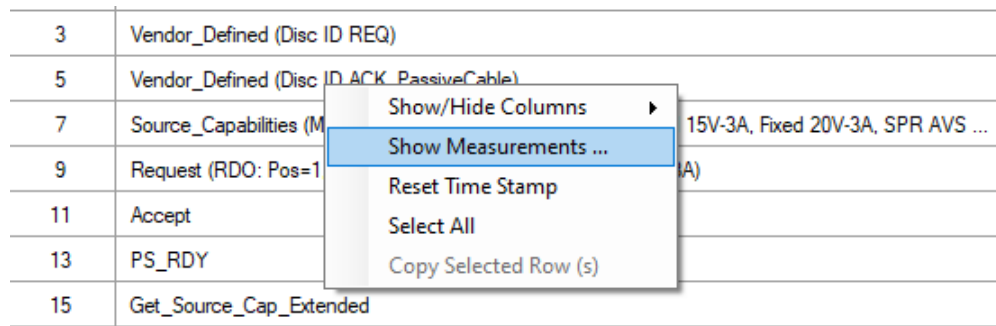 3 Vendor_Defined (Disc ID REQ)
5 Vendor_Defined (Disc ID ACK, PassiveCable)
7 Source_Capabilities (M 15V-3A, Fixed 20V-3A, SPR AVS ...
9 Request (RDO: Pos=1 A)
11 Accept
13 PS_RDY
15 Get_Source_Cap_Extended
Show/Hide Columns
Show Measurements ...
Reset Time Stamp
Select All
Copy Selected Row (s)